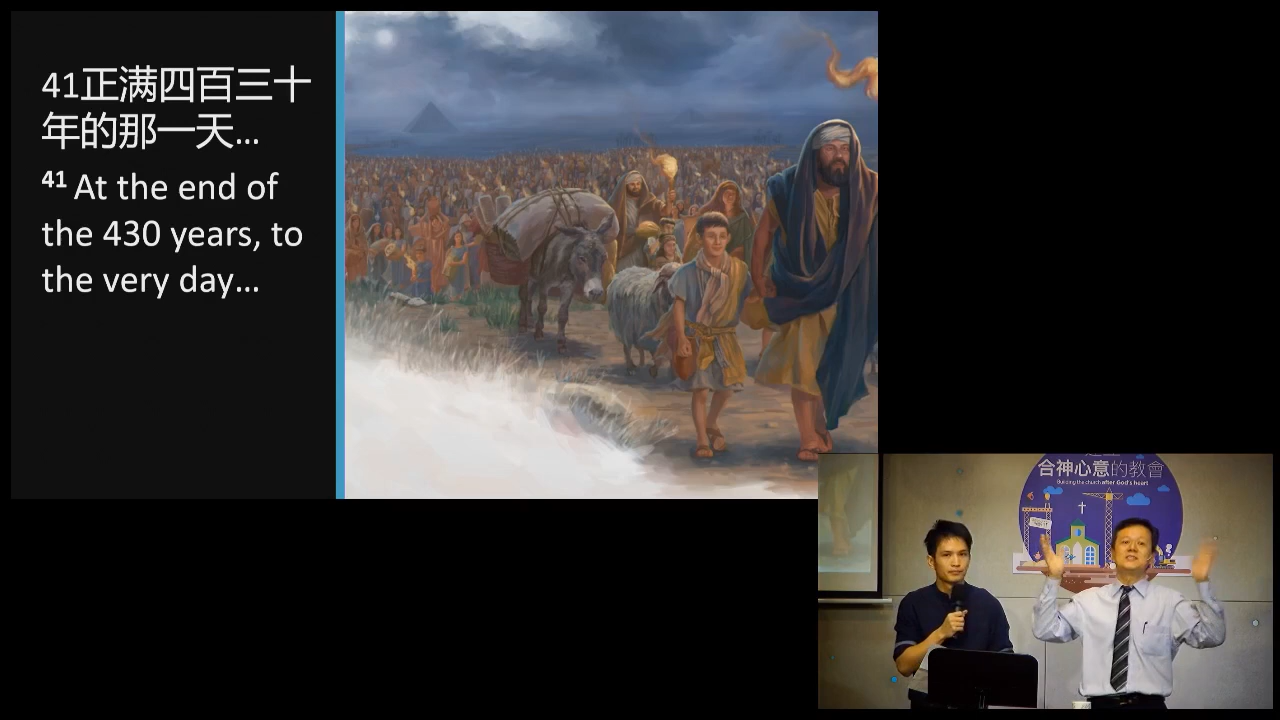 41正满四百三十
年的那一天...
41 At the end of
the 430 years, to
the very day...
合神心意的教會
Building the church after God's heart